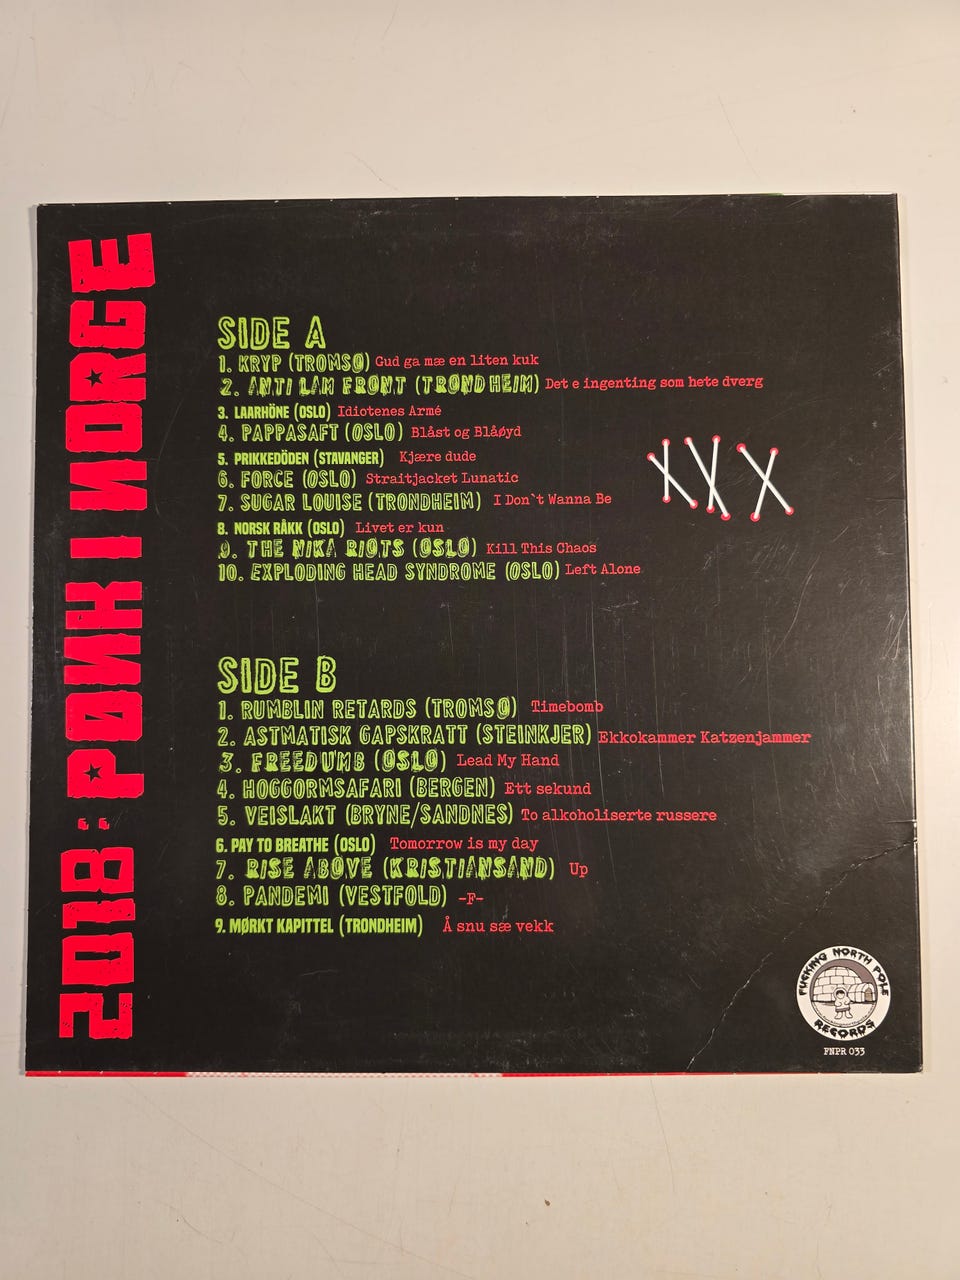 2018: PØNK I NORGE
SIDE A
1. KRYP (TROMSØ) Gud ga mæ en liten kuk
2. ANTI LAM FRONT (TRONDHEIM) Det e ingenting som hete dverg
3. LAARHÖNE (OSLO) Idiotenes Armé
4. PAPPASAFT (OSLO) Blåst og Blåøyd
5. PRIKKEDÖDEN (STAVANGER) Kjære dude
6. FORCE (OSLO) Straitjacket Lunatic
7. SUGAR LOUISE (TRONDHEIM) I Don`t Wanna Be
8. NORSK RÅKK (OSLO) Livet er kun
9. THE NIKA RIOTS (OSLO) Kill This Chaos
10. EXPLODING HEAD SYNDROME (OSLO) Left Alone
XXX
SIDE B
1. RUMBLIN RETARDS (TROMSØ) Timebomb
2. ASTMATISK GAPSKRATT (STEINKJER) Ekkokammer Katzenjammer
3. FREEDUMB (OSLO) Lead My Hand
4. HOGGORMSAFARI (BERGEN) Ett sekund
5. VEISLAKT (BRYNE/SANDNES) To alkoholiserte russere
6. PAY TO BREATHE (OSLO) Tomorrow is my day
7. RISE ABOVE (KRISTIANSAND) Up
8. PANDEMI (VESTFOLD) -F-
9. MØRKT KAPITTEL (TRONDHEIM) Å snu sæ vekk
FUCKING NORTH POLE
RECORDS
FNPR 033